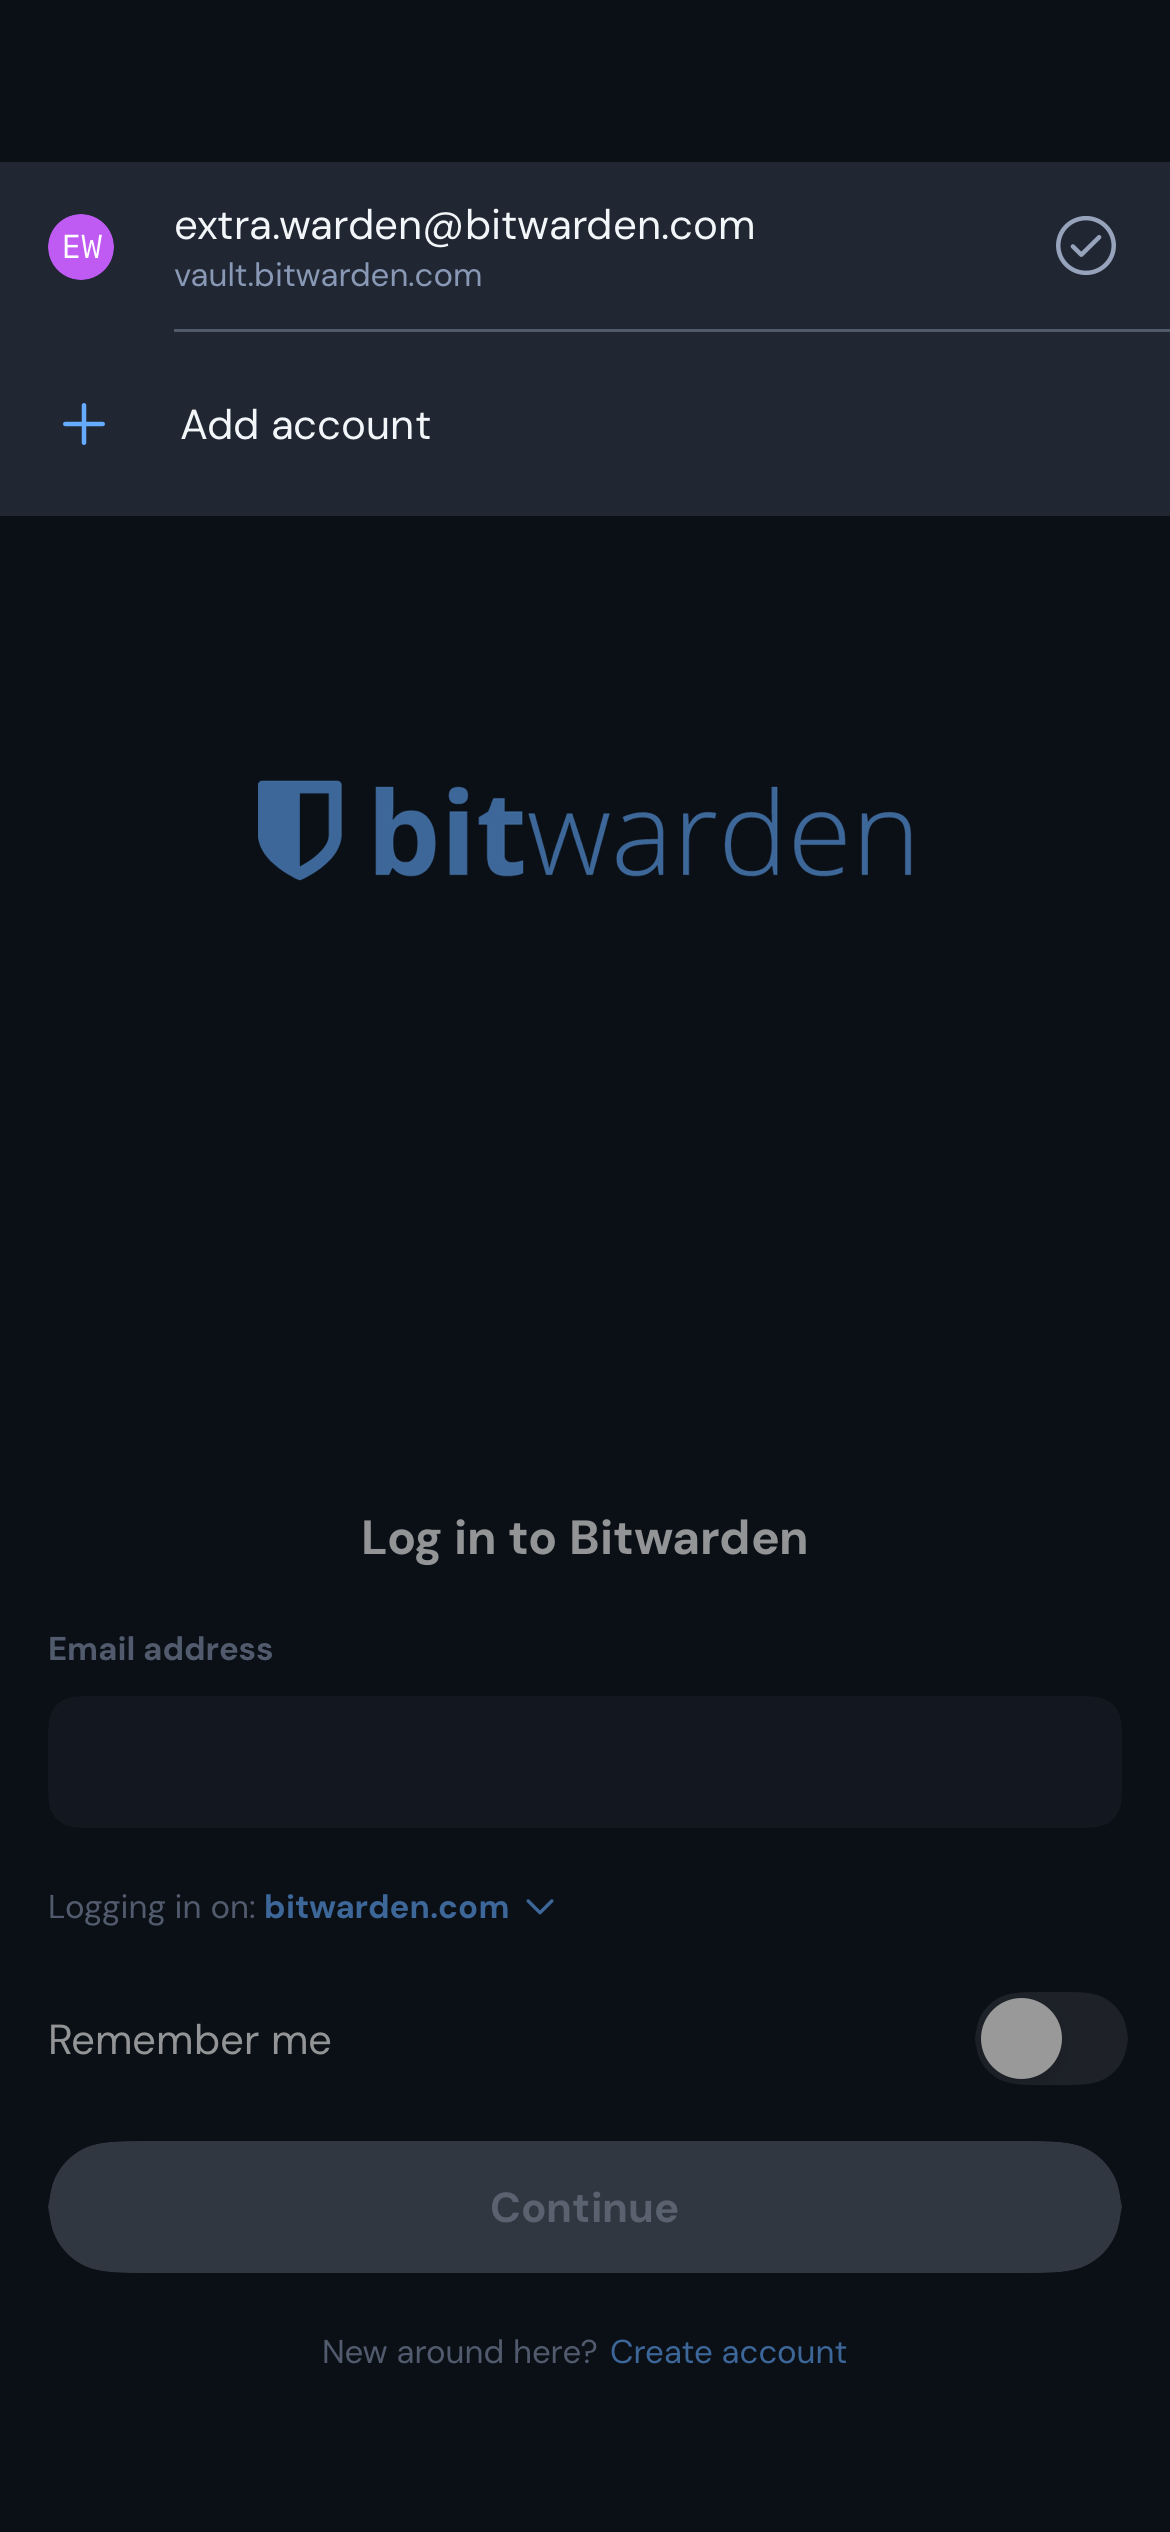 EW
extra.warden@bitwarden.com
vault.bitwarden.com
Add account
bitwarden
Log in to Bitwarden
Email address
Logging in on: bitwarden.com
Remember me
Continue
New around here? Create account